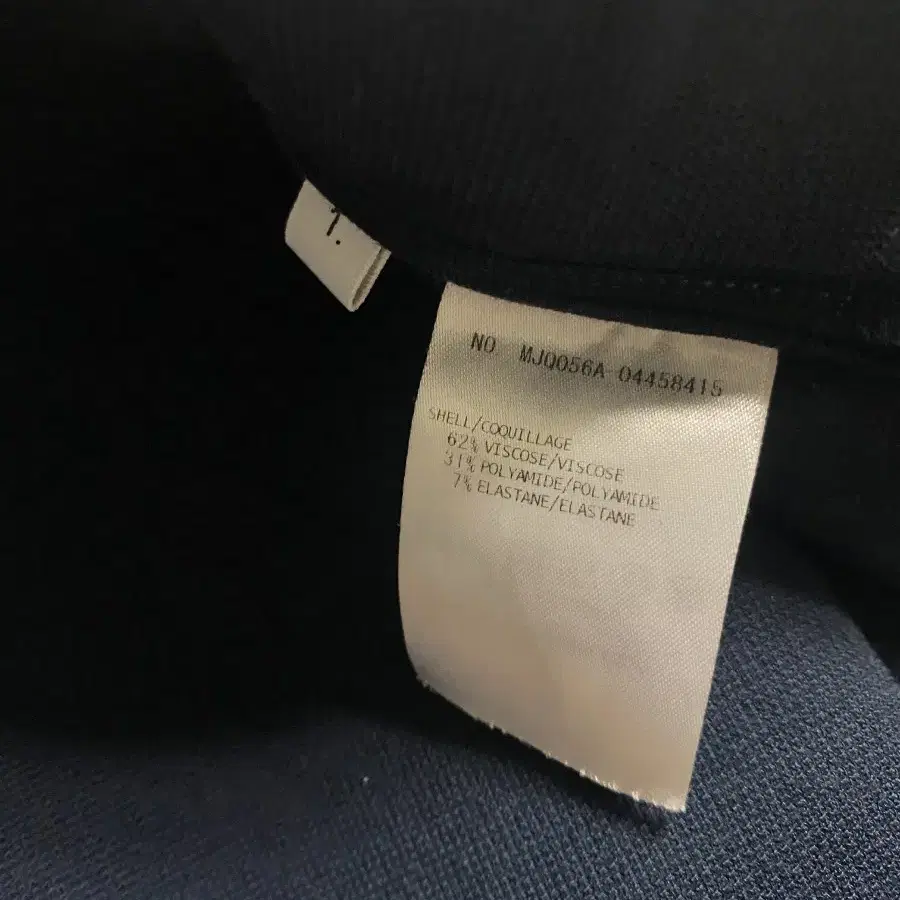 1.
NO MJQ056A 04458415
SHELL/COQUILLAGE
62% VISCOSE/VISCOSE
31% POLYAMIDE/POLYAMIDE
7% ELASTANE/ELASTANE